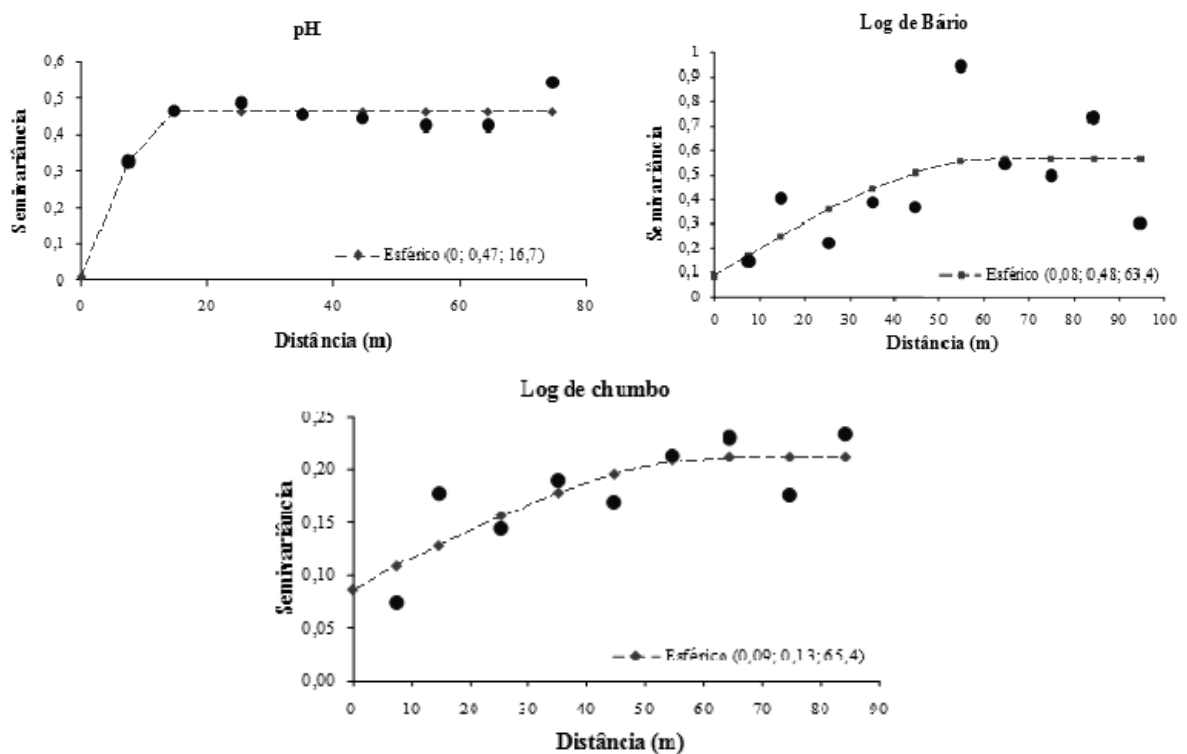 pH
Semivariância
0,6
0,5
0,4
0,3
0,2
0,1
0
Esférico (0; 0,47; 16,7)
0 20 40 60 80
Distância (m)
Log de Bário
Semivariância
1
0,9
0,8
0,7
0,6
0,5
0,4
0,3
0,2
0,1
0
Esférico (0,08; 0,48; 63,4)
0 10 20 30 40 50 60 70 80 90 100
Distância (m)
Log de chumbo
Semivariância
0,25
0,20
0,15
0,10
0,05
0,00
Esférico (0,09; 0,13; 65,4)
0 10 20 30 40 50 60 70 80 90
Distância (m)